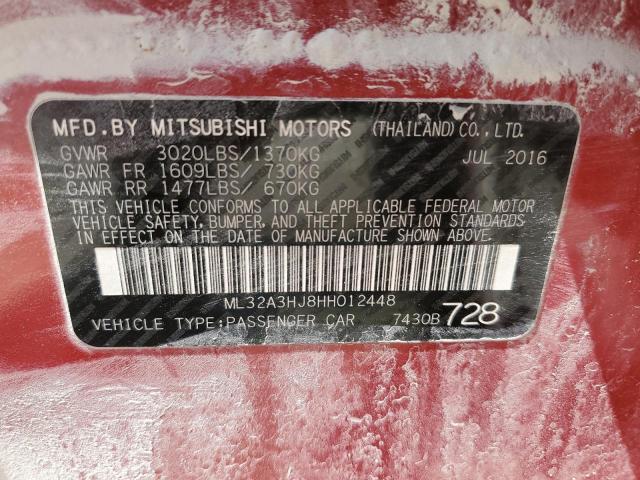 MFD.BY MITSUBISHI MOTORS (THAILAND) CO., LTD.
GVWR 3020LBS/1370KG JUL 2016
GAWR FR 1609LBS/ 730KG
GAWR RR 1477LBS/ 670KG
THIS VEHICLE CONFORMS TO ALL APPLICABLE FEDERAL MOTOR
VEHICLE SAFETY, BUMPER, AND THEFT PREVENTION STANDARDS
IN EFFECT ON THE DATE OF MANUFACTURE SHOWN ABOVE.
ML32A3HJ8HH012448
VEHICLE TYPE:PASSENGER CAR 7430B 728